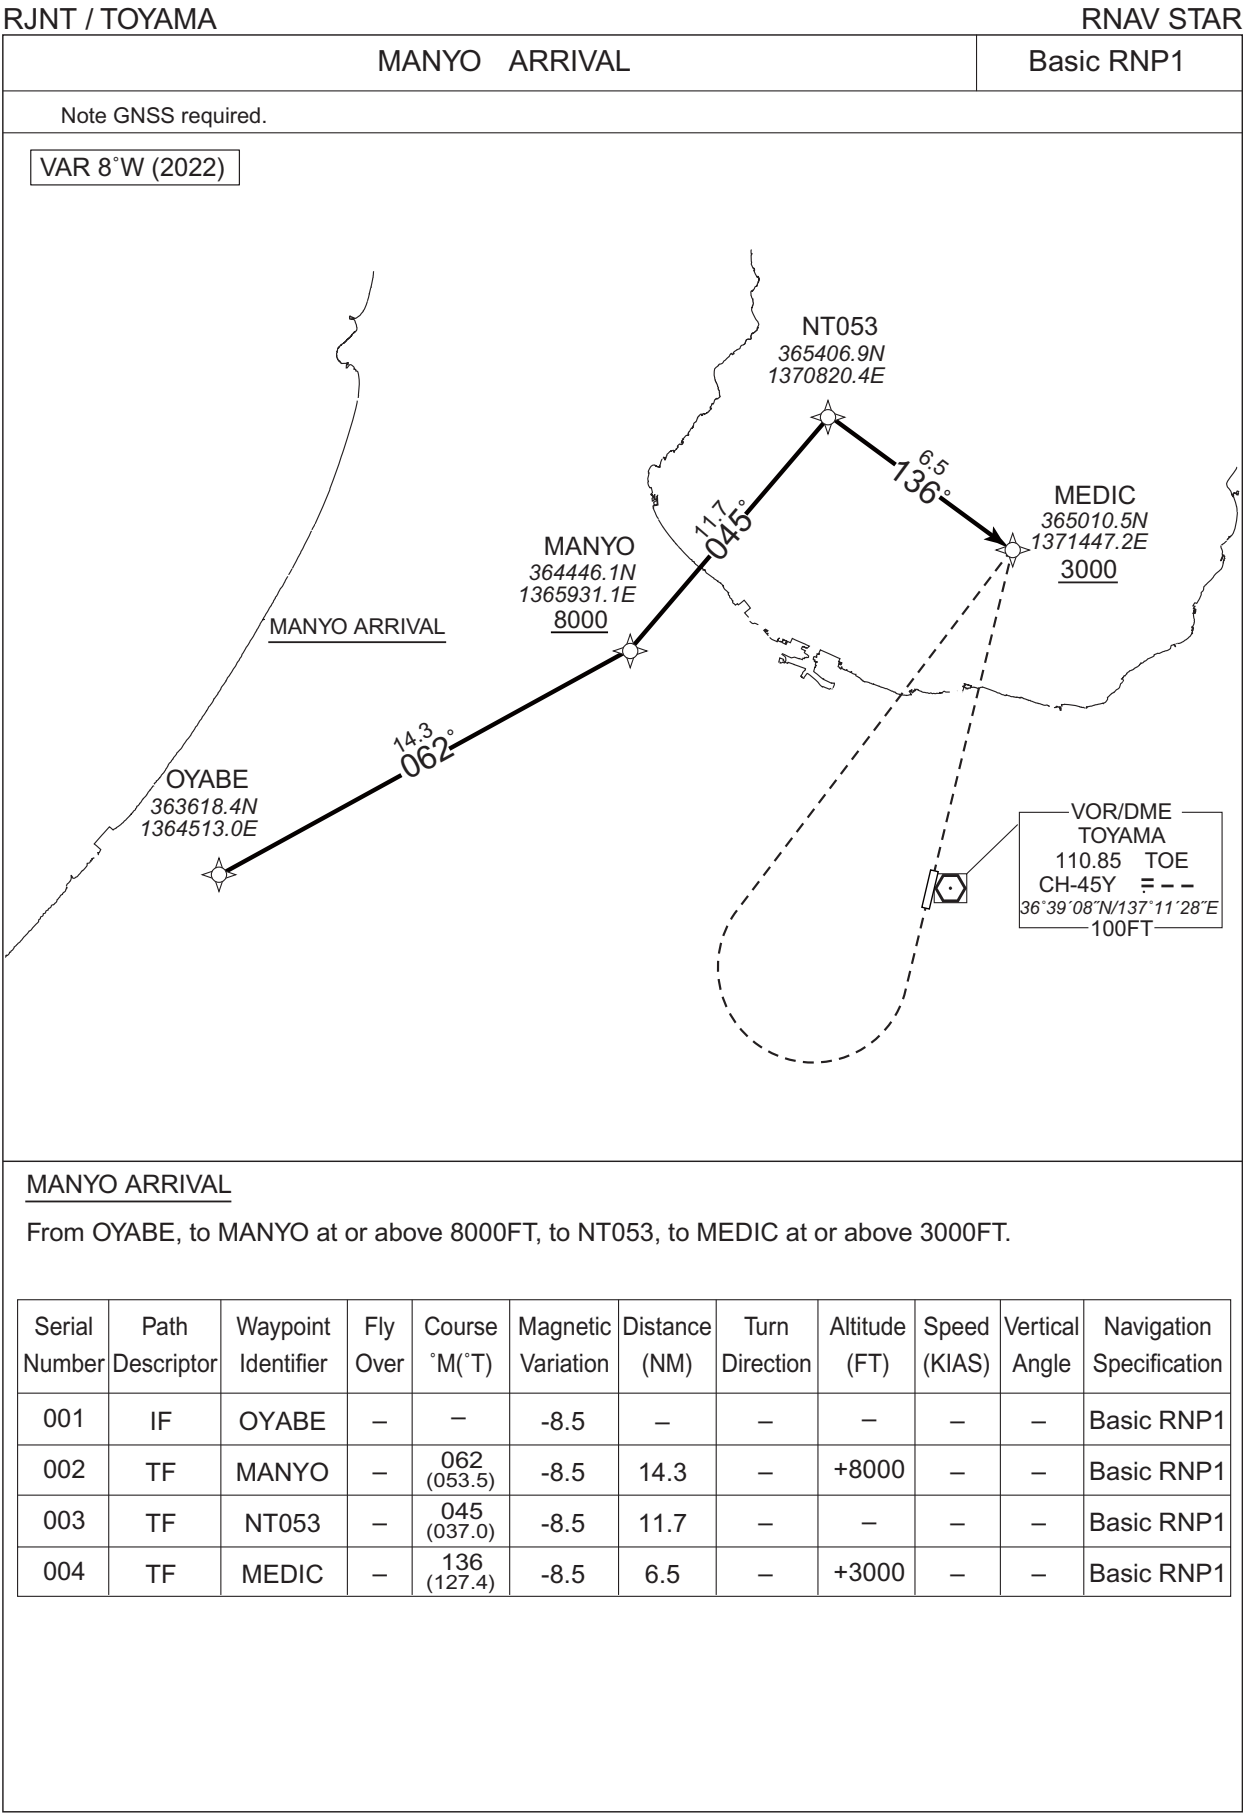 RJNT / TOYAMA
RNAV STAR
MANYO ARRIVAL
Basic RNP1
Note GNSS required.
VAR 8˚W (2022)
NT053
365406.9N
1370820.4E
6.5
136˚
MEDIC
365010.5N
1371447.2E
3000
11.7
045˚
MANYO
364446.1N
1365931.1E
8000
MANYO ARRIVAL
14.3
062˚
OYABE
363618.4N
1364513.0E
VOR/DME
TOYAMA
110.85 TOE
CH-45Y
36˚39´08˝N/137˚11´28˝E
100FT
MANYO ARRIVAL
From OYABE, to MANYO at or above 8000FT, to NT053, to MEDIC at or above 3000FT.
Serial Path Waypoint Fly Course Magnetic Distance Turn Altitude Speed Vertical Navigation
Number Descriptor Identifier Over ˚M(˚T) Variation (NM) Direction (FT) (KIAS) Angle Specification
001 IF OYABE – – -8.5 – – – – – Basic RNP1
002 TF MANYO – 062 (053.5) -8.5 14.3 – +8000 – – Basic RNP1
003 TF NT053 – 045 (037.0) -8.5 11.7 – – – – Basic RNP1
004 TF MEDIC – 136 (127.4) -8.5 6.5 – +3000 – – Basic RNP1